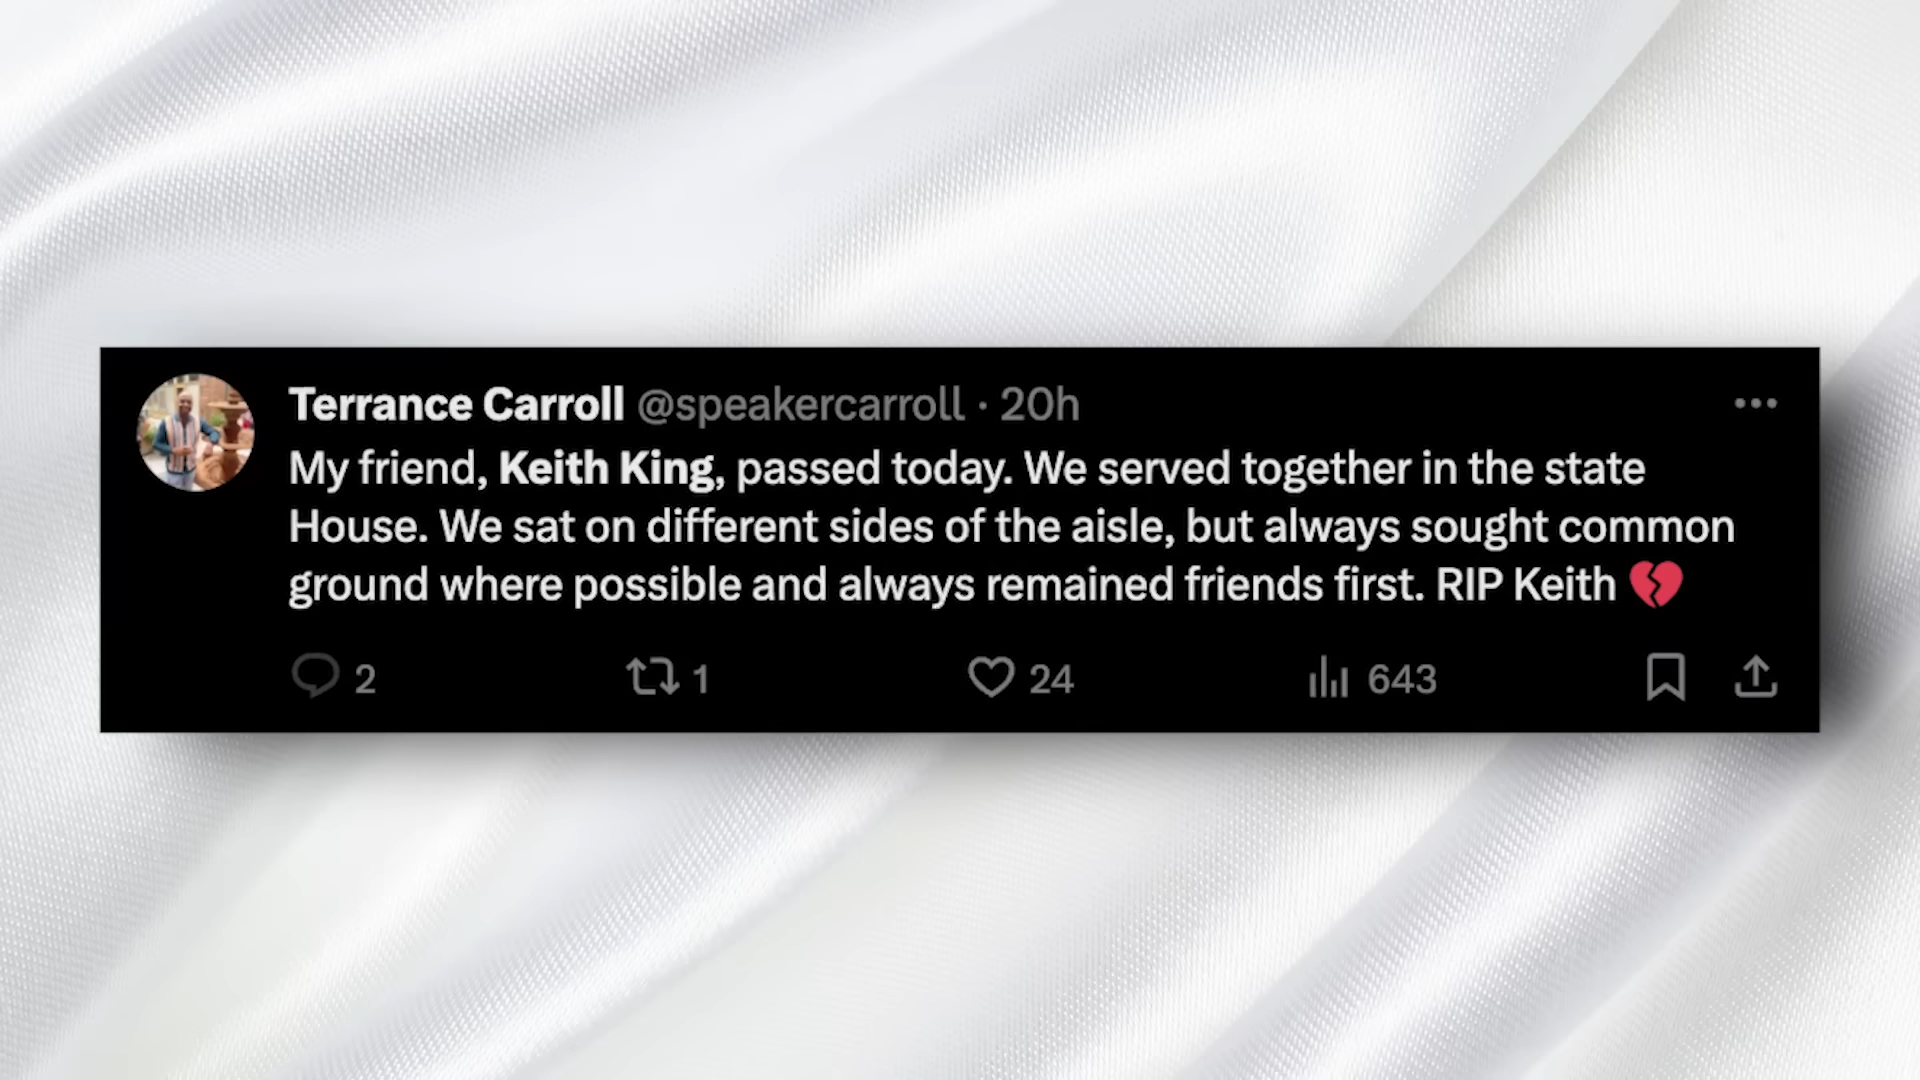 Terrance Carroll @speakercarroll · 20h
My friend, Keith King, passed today. We served together in the state
House. We sat on different sides of the aisle, but always sought common
ground where possible and always remained friends first. RIP Keith 💔
2 1 24 643